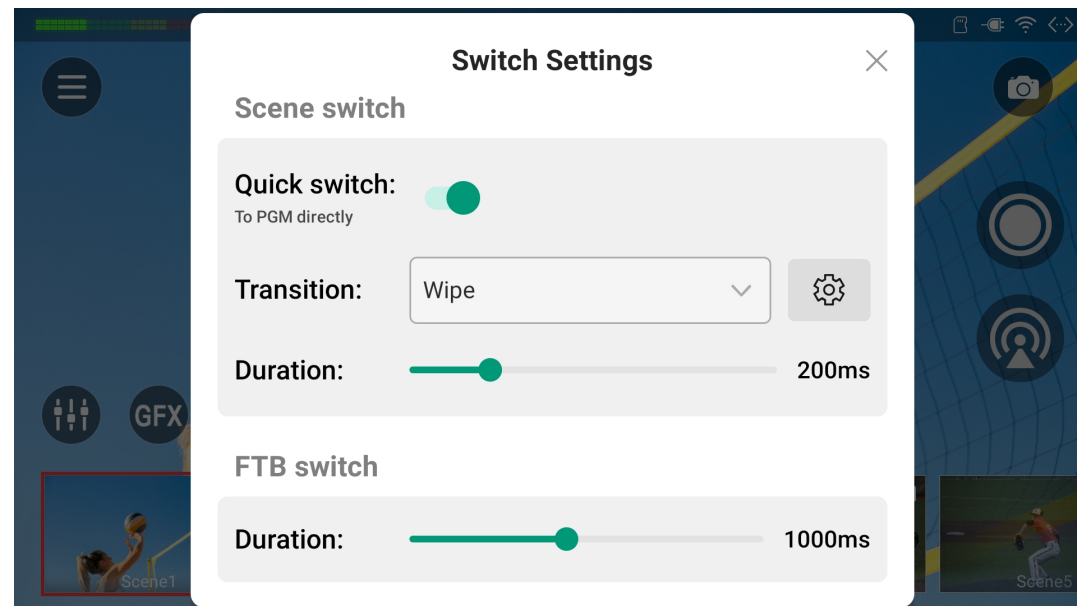 Switch Settings
Scene switch
Quick switch:
To PGM directly
Transition:
Wipe
Duration:
200ms
GFX
FTB switch
Duration:
1000ms
Scene1
Scene5